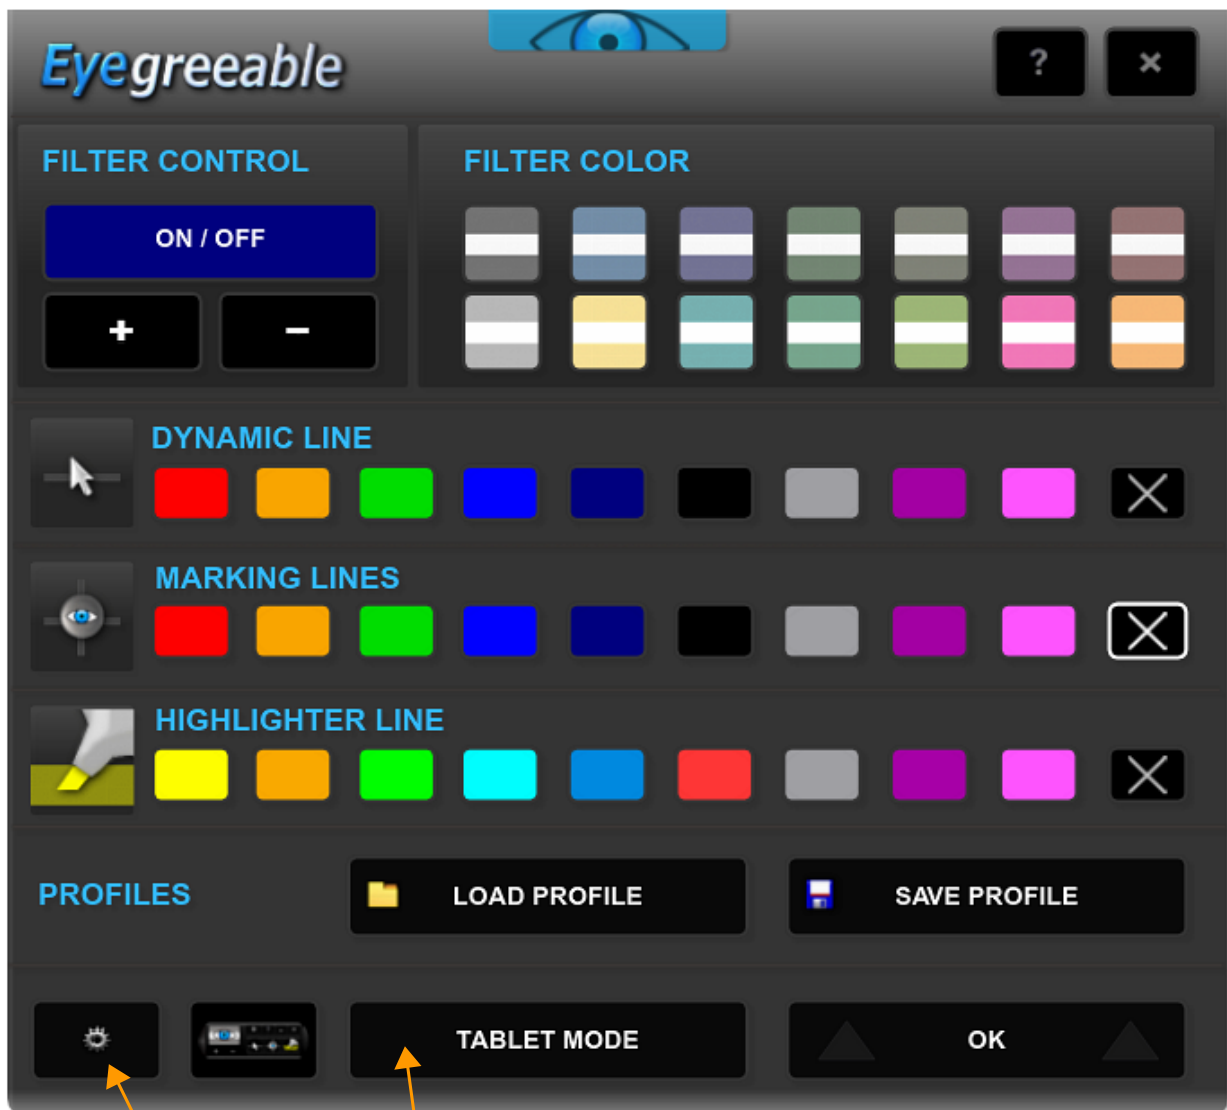 Eyegreeable
?
FILTER CONTROL
FILTER COLOR
ON / OFF
+ −
DYNAMIC LINE
MARKING LINES
HIGHLIGHTER LINE
PROFILES
LOAD PROFILE
SAVE PROFILE
TABLET MODE
OK